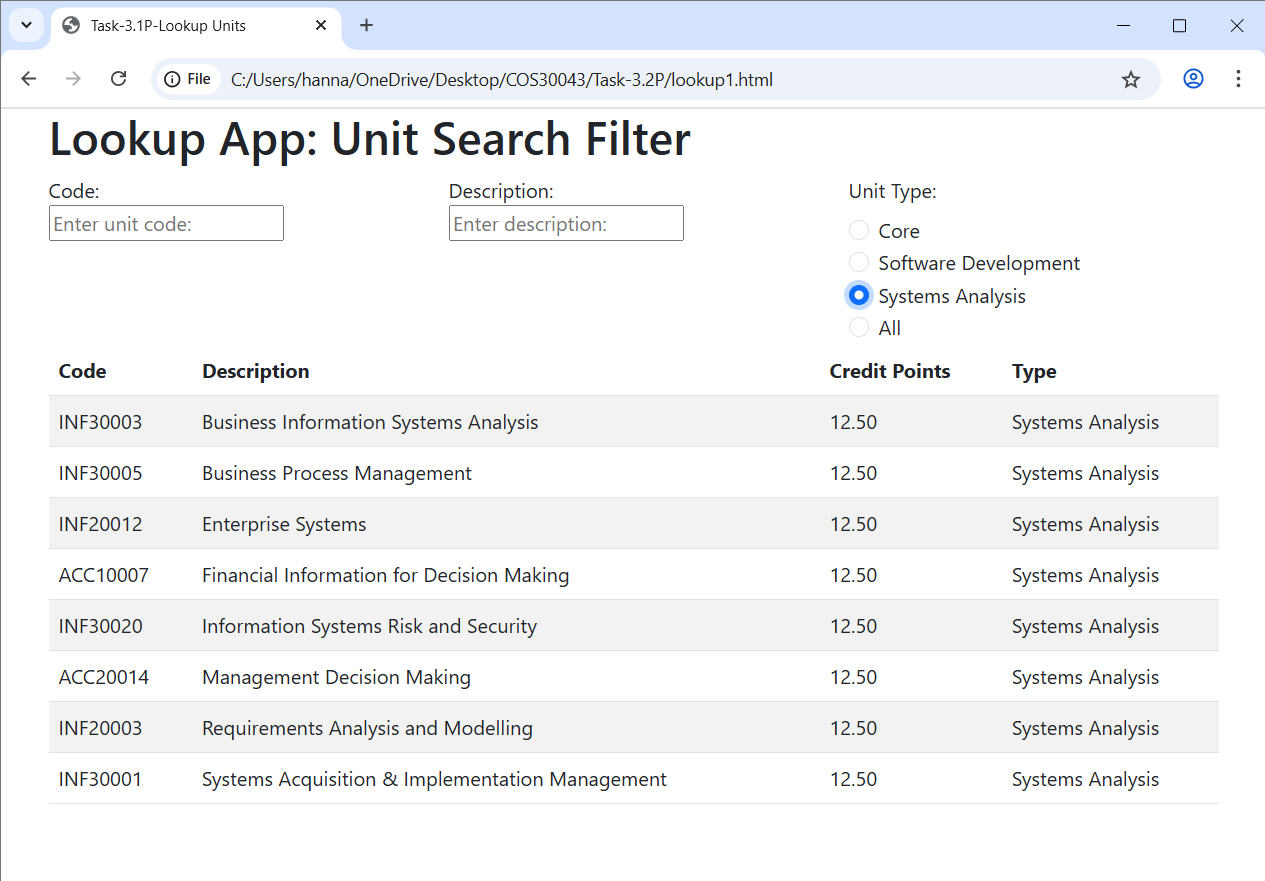 Task-3.1P-Lookup Units
File C:/Users/hanna/OneDrive/Desktop/COS30043/Task-3.2P/lookup1.html
Lookup App: Unit Search Filter
Code: Description: Unit Type:
Enter unit code: Enter description:
Core
Software Development
Systems Analysis
All
Code Description Credit Points Type
INF30003 Business Information Systems Analysis 12.50 Systems Analysis
INF30005 Business Process Management 12.50 Systems Analysis
INF20012 Enterprise Systems 12.50 Systems Analysis
ACC10007 Financial Information for Decision Making 12.50 Systems Analysis
INF30020 Information Systems Risk and Security 12.50 Systems Analysis
ACC20014 Management Decision Making 12.50 Systems Analysis
INF20003 Requirements Analysis and Modelling 12.50 Systems Analysis
INF30001 Systems Acquisition & Implementation Management 12.50 Systems Analysis